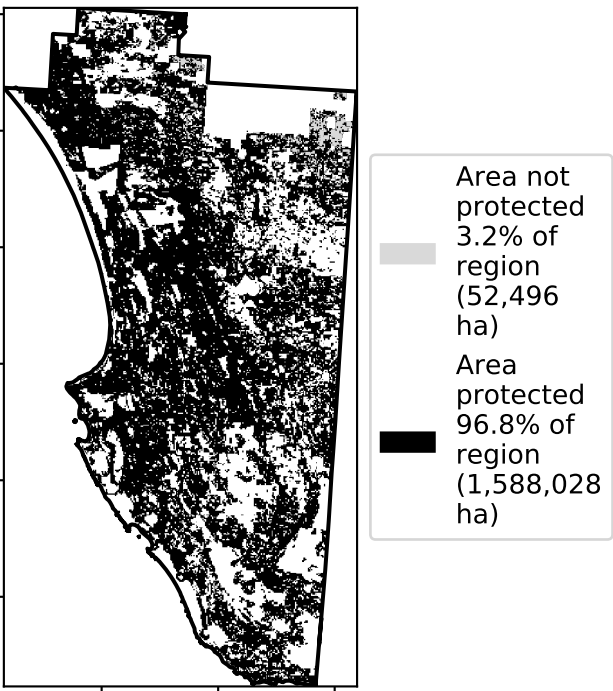 Area not
protected
3.2% of
region
(52,496
ha)
Area
protected
96.8% of
region
(1,588,028
ha)